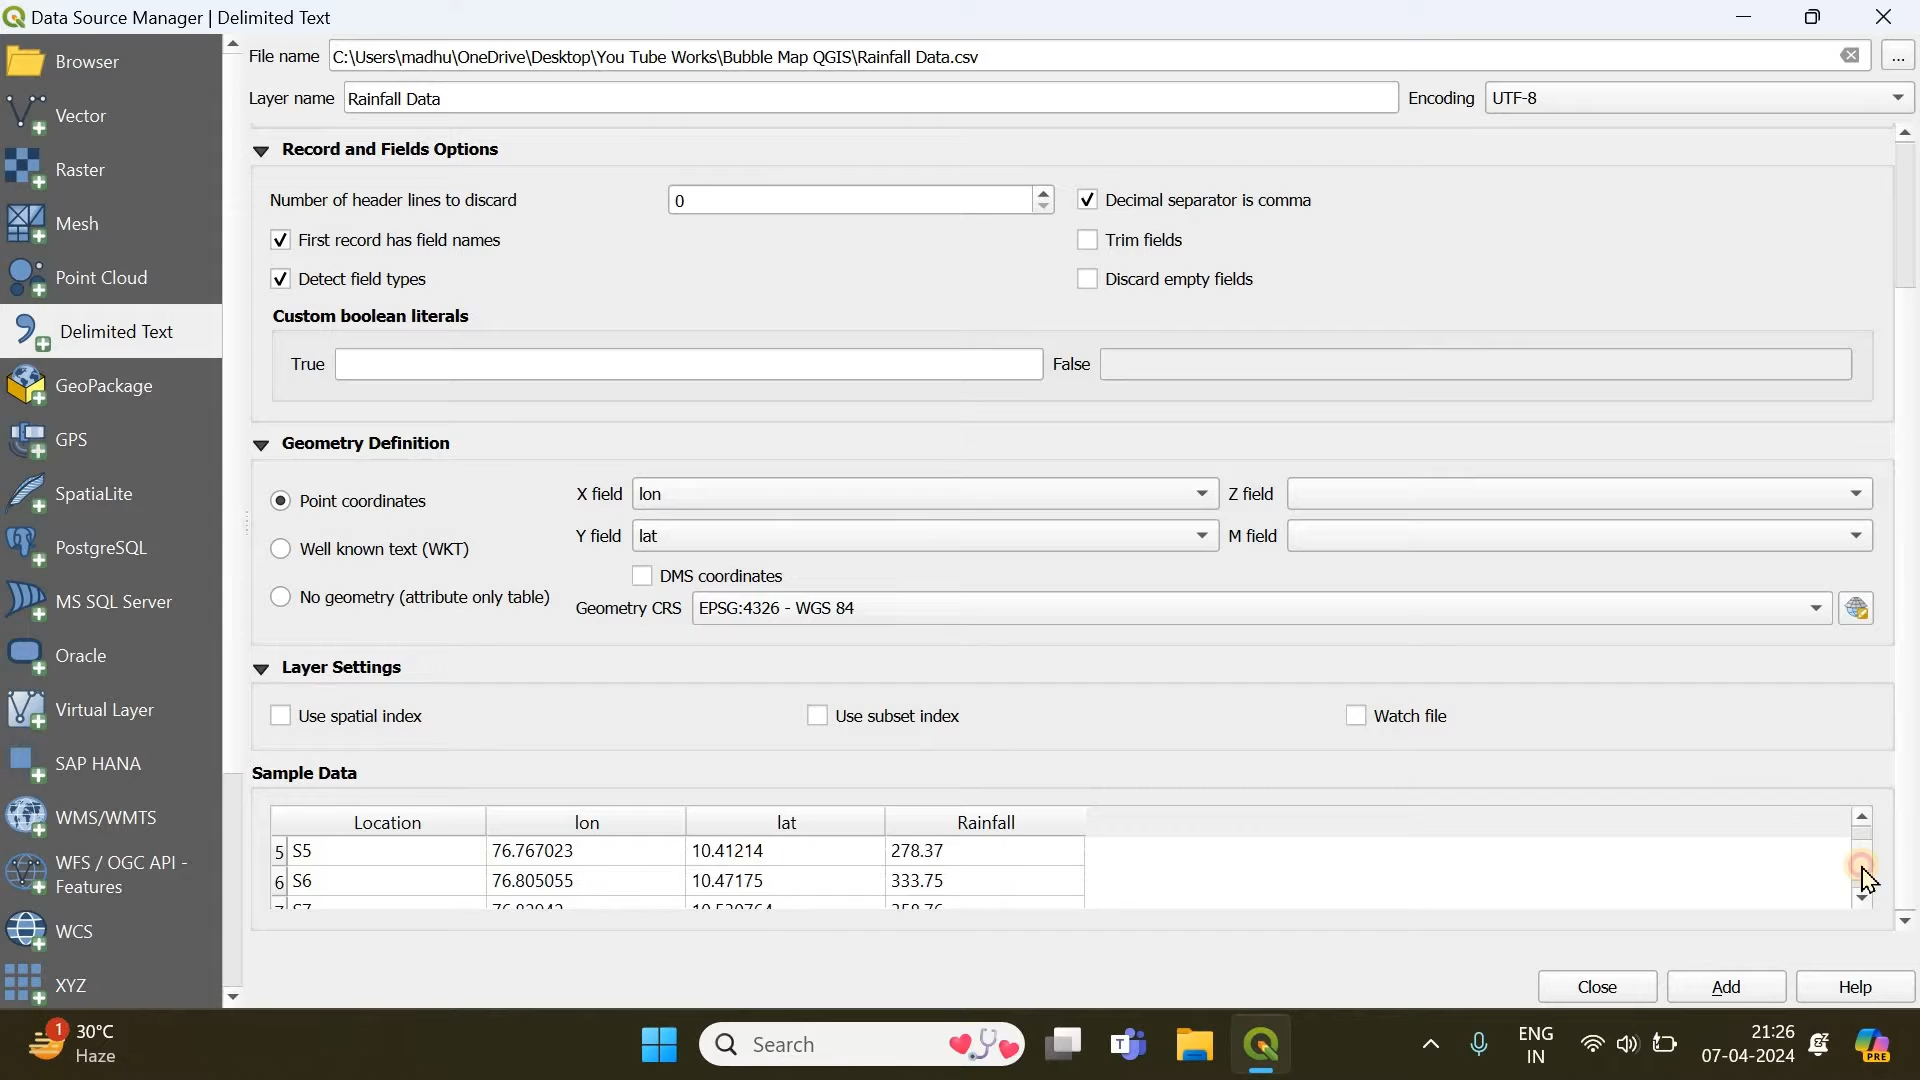 Data Source Manager | Delimited Text
Browser
Vector
Raster
Mesh
Point Cloud
Delimited Text
GeoPackage
GPS
SpatiaLite
PostgreSQL
MS SQL Server
Oracle
Virtual Layer
SAP HANA
WMS/WMTS
WFS / OGC API -
Features
WCS
XYZ
File name C:\Users\madhu\OneDrive\Desktop\You Tube Works\Bubble Map QGIS\Rainfall Data.csv ...
Layer name Rainfall Data Encoding UTF-8
Record and Fields Options
Number of header lines to discard 0 Decimal separator is comma
First record has field names Trim fields
Detect field types Discard empty fields
Custom boolean literals
True False
Geometry Definition
Point coordinates X field lon Z field
Y field lat M field
Well known text (WKT)
DMS coordinates
No geometry (attribute only table) Geometry CRS EPSG:4326 - WGS 84
Layer Settings
Use spatial index Use subset index Watch file
Sample Data
Location lon lat Rainfall
5 S5 76.767023 10.41214 278.37
6 S6 76.805055 10.47175 333.75
Close Add Help
1 30°C
Haze
Search
ENG
IN
21:26
07-04-2024
PRE